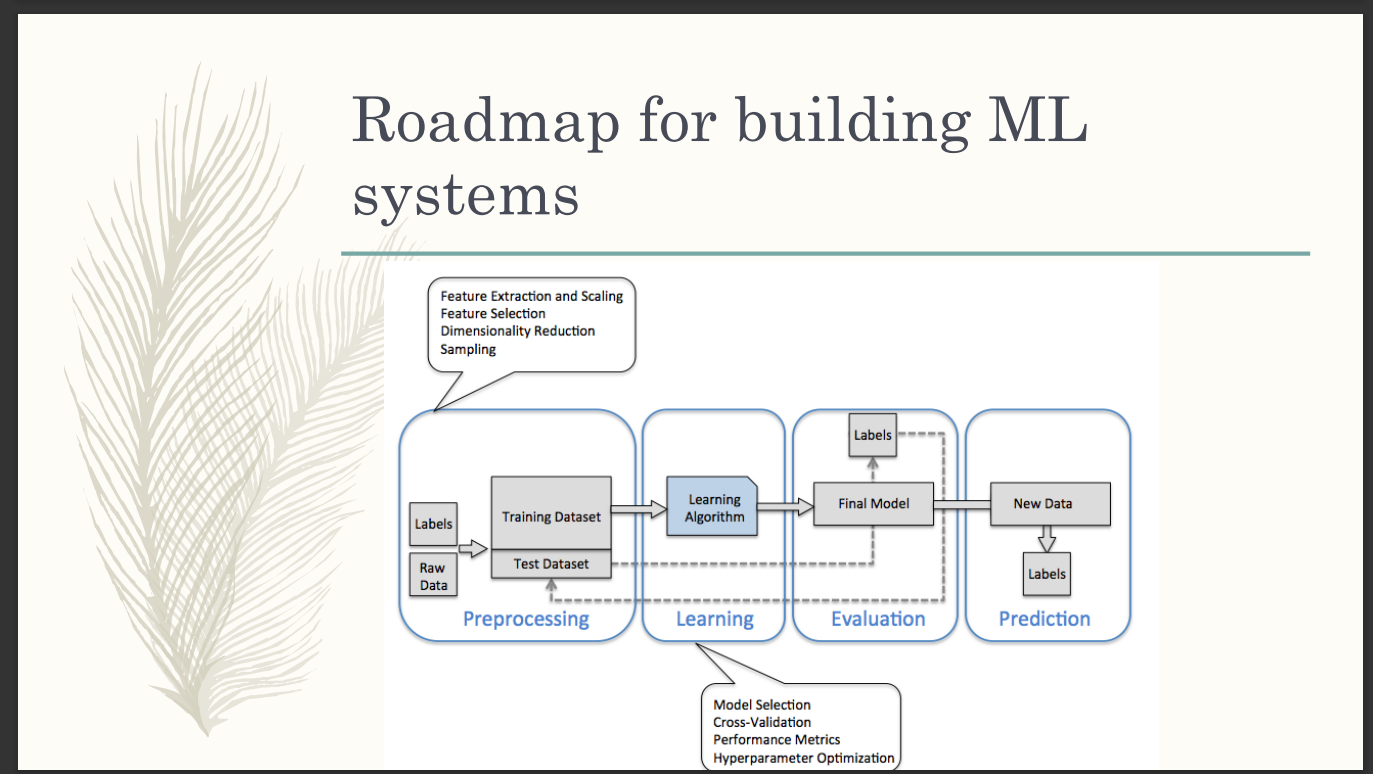 Roadmap for building ML
systems
Feature Extraction and Scaling
Feature Selection
Dimensionality Reduction
Sampling
Labels
Raw
Data
Training Dataset
Test Dataset
Preprocessing
Learning
Algorithm
Learning
Labels
Final Model
Evaluation
New Data
Labels
Prediction
Model Selection
Cross-Validation
Performance Metrics
Hyperparameter Optimization